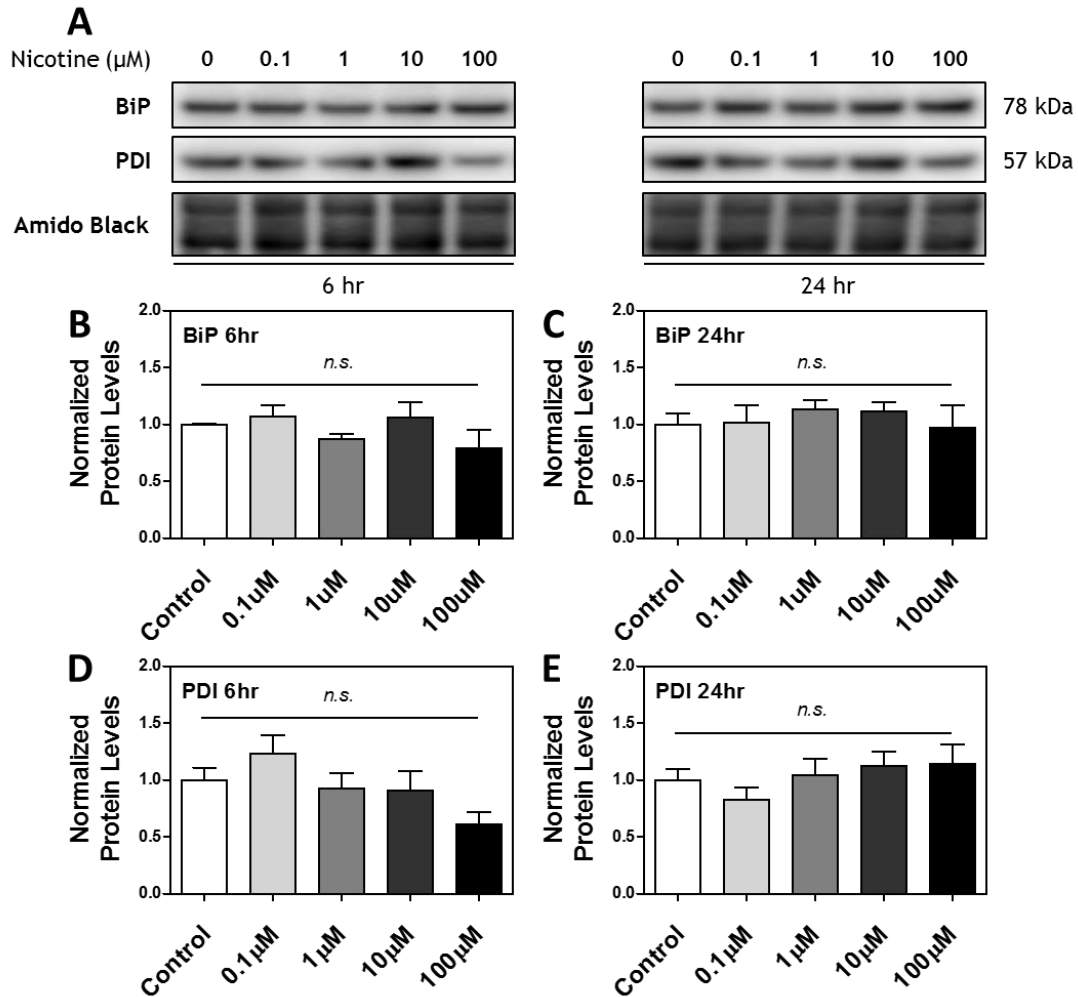 A
Nicotine (µM) 0 0.1 1 10 100 0 0.1 1 10 100
BiP 78 kDa
PDI 57 kDa
Amido Black
6 hr 24 hr
B
Normalized
Protein Levels
2.0
1.5
1.0
0.5
0.0
BiP 6hr
n.s.
Control 0.1uM 1uM 10uM 100uM
C
Normalized
Protein Levels
2.0
1.5
1.0
0.5
0.0
BiP 24hr
n.s.
Control 0.1uM 1uM 10uM 100uM
D
Normalized
Protein Levels
2.0
1.5
1.0
0.5
0.0
PDI 6hr
n.s.
Control 0.1µM 1µM 10µM 100µM
E
Normalized
Protein Levels
2.0
1.5
1.0
0.5
0.0
PDI 24hr
n.s.
Control 0.1µM 1µM 10µM 100µM